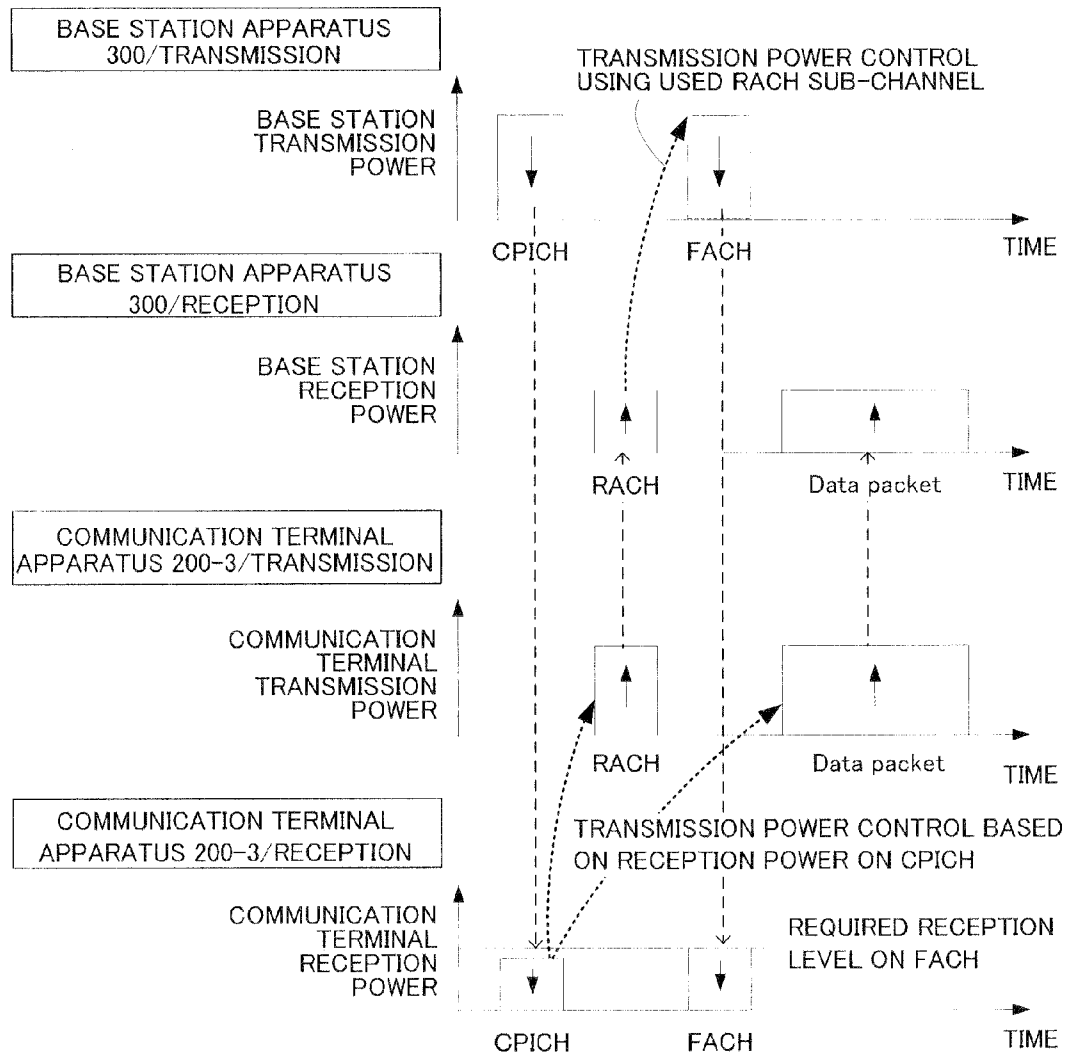 BASE STATION APPARATUS
300/TRANSMISSION
TRANSMISSION POWER CONTROL
USING USED RACH SUB-CHANNEL
BASE STATION
TRANSMISSION
POWER
CPICH
FACH
TIME
BASE STATION APPARATUS
300/RECEPTION
BASE STATION
RECEPTION
POWER
RACH
Data packet
TIME
COMMUNICATION TERMINAL
APPARATUS 200-3/TRANSMISSION
COMMUNICATION
TERMINAL
TRANSMISSION
POWER
RACH
Data packet
TIME
COMMUNICATION TERMINAL
APPARATUS 200-3/RECEPTION
TRANSMISSION POWER CONTROL BASED
ON RECEPTION POWER ON CPICH
COMMUNICATION
TERMINAL
RECEPTION
POWER
REQUIRED RECEPTION
LEVEL ON FACH
CPICH
FACH
TIME